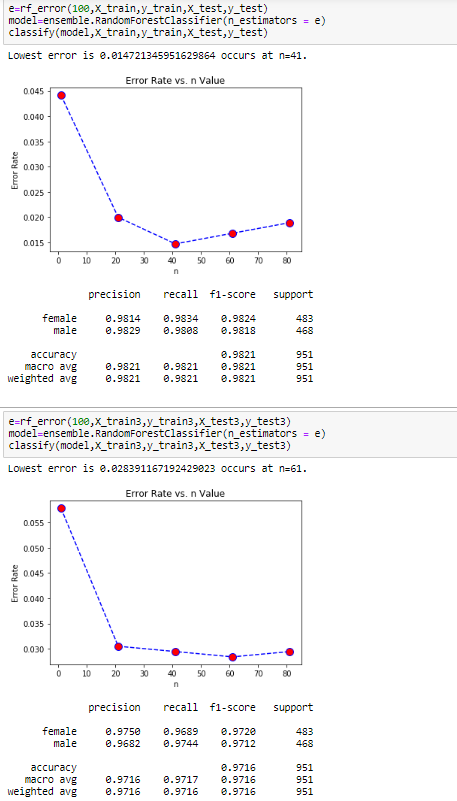 e=rf_error(100,X_train,y_train,X_test,y_test)
model=ensemble.RandomForestClassifier(n_estimators = e)
classify(model,X_train,y_train,X_test,y_test)
Lowest error is 0.014721345951629864 occurs at n=41.
Error Rate vs. n Value
0.045
0.040
0.035
0.030
0.025
0.020
0.015
Error Rate
0 10 20 30 40 50 60 70 80
n
precision recall f1-score support
female 0.9814 0.9834 0.9824 483
male 0.9829 0.9808 0.9818 468
accuracy 0.9821 951
macro avg 0.9821 0.9821 0.9821 951
weighted avg 0.9821 0.9821 0.9821 951
e=rf_error(100,X_train3,y_train3,X_test3,y_test3)
model=ensemble.RandomForestClassifier(n_estimators = e)
classify(model,X_train3,y_train3,X_test3,y_test3)
Lowest error is 0.028391167192429023 occurs at n=61.
Error Rate vs. n Value
0.055
0.050
0.045
0.040
0.035
0.030
Error Rate
0 10 20 30 40 50 60 70 80
n
precision recall f1-score support
female 0.9750 0.9689 0.9720 483
male 0.9682 0.9744 0.9712 468
accuracy 0.9716 951
macro avg 0.9716 0.9717 0.9716 951
weighted avg 0.9716 0.9716 0.9716 951